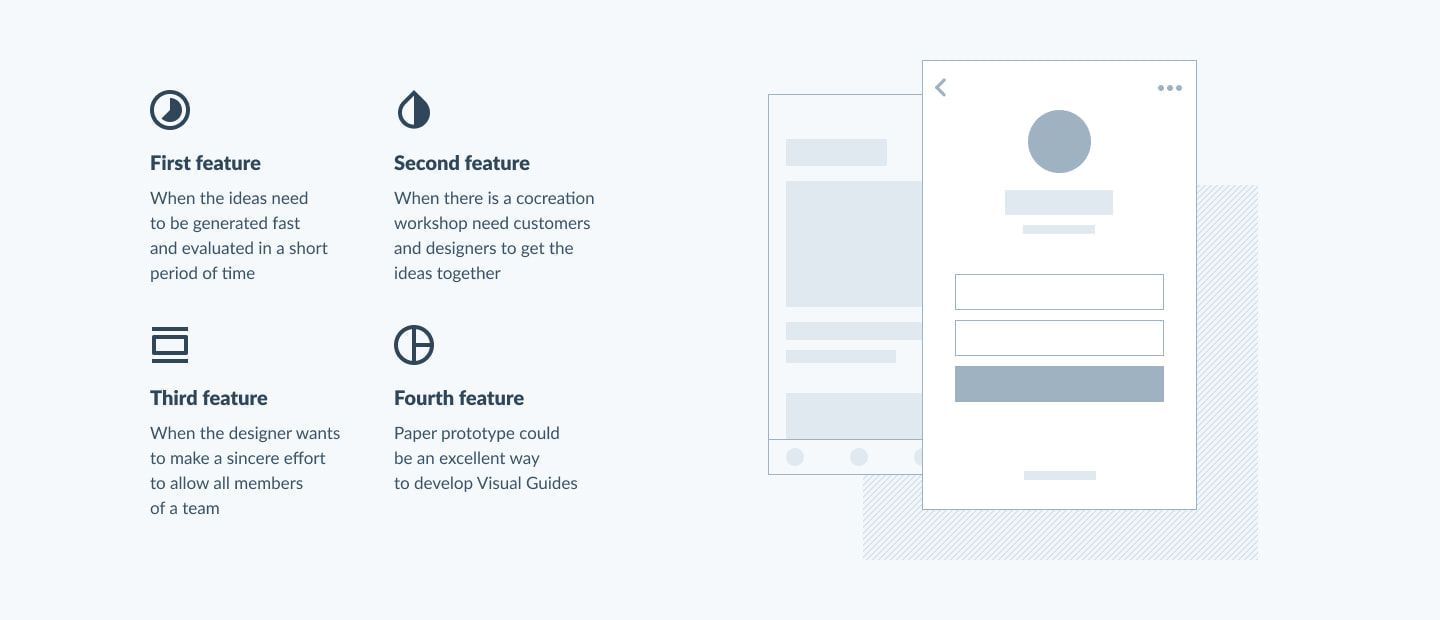 First feature
When the ideas need
to be generated fast
and evaluated in a short
period of time
Second feature
When there is a cocreation
workshop need customers
and designers to get the
ideas together
Third feature
When the designer wants
to make a sincere effort
to allow all members
of a team
Fourth feature
Paper prototype could
be an excellent way
to develop Visual Guides